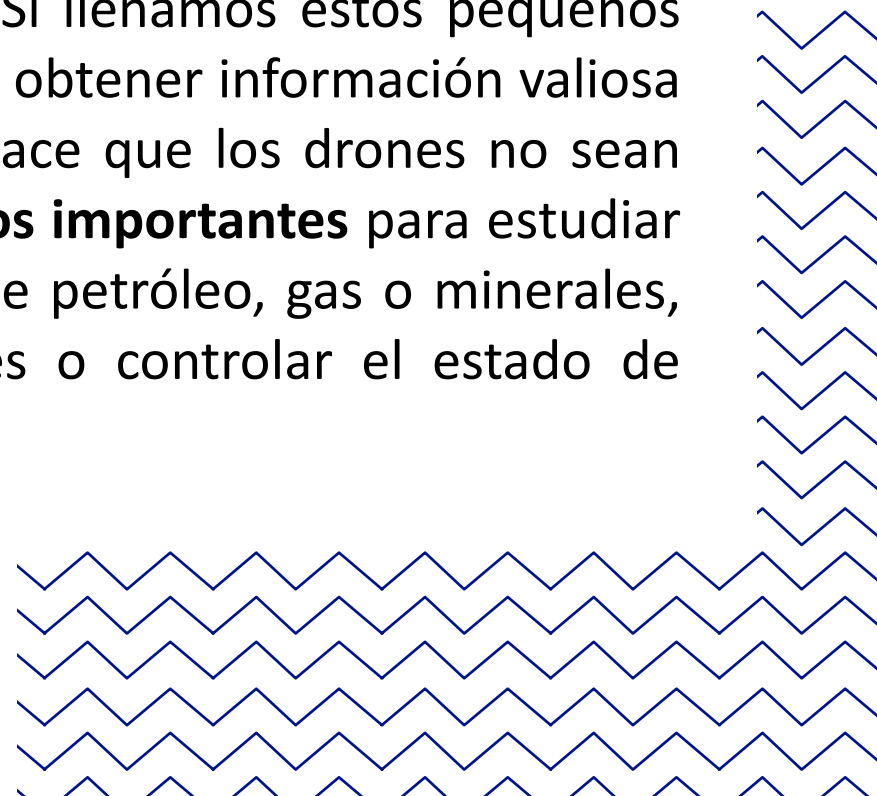 Si llenamos estos pequeños
obtener información valiosa
ace que los drones no sean
os importantes para estudiar
e petróleo, gas o minerales,
es o controlar el estado de